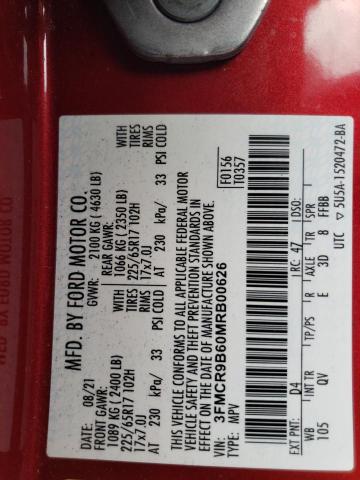 MFD. BY FORD MOTOR CO.
08/21
GVWR: 2100 KG ( 4630 LB)
FRONT GAWR:
1089 KG ( 2400 LB)
225/65R17 102H
17x7.0J
AT 230 kPa/ 33
REAR GAWR:
1066 KG ( 2350 LB)
225/65R17 102H
17x7.0J
AT 230 kPa/ 33
WITH
TIRES
RIMS
PSI COLD
WITH
TIRES
RIMS
PSI COLD
THIS VEHICLE CONFORMS TO ALL APPLICABLE FEDERAL MOTOR
VEHICLE SAFETY AND THEFT PREVENTION STANDARDS IN
EFFECT ON THE DATE OF MANUFACTURE SHOWN ABOVE.
VIN: 3FMCR9B60MRB00626
TYPE: MPV
F0156
T0357
EXT PNT: D4 RC: 47 DSO:
WB INT TR TP/PS R AXLE TR SPR
105 QV E 3D 8 FFBB
UTC ▽ 5U5A-1520472-BA